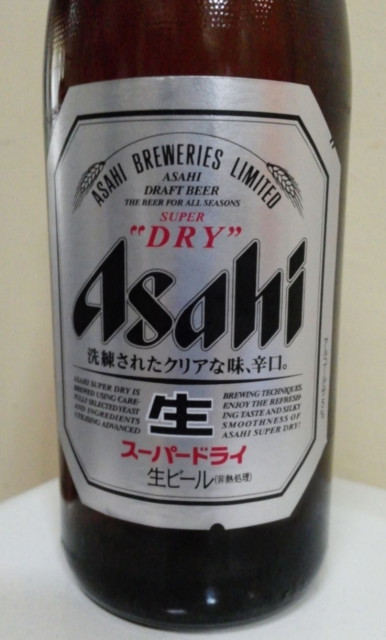 ASAHI BREWERIES LIMITED
ASAHI
DRAFT BEER
THE BEER FOR ALL SEASONS
SUPER
“DRY”
Asahi
洗練されたクリアな味、辛口。
ASAHI SUPER DRY IS
BREWED USING CARE-
FULLY SELECTED YEAST
AND INGREDIENTS
UTILISING ADVANCED
生
BREWING TECHNIQUES.
ENJOY THE REFRESH-
ING TASTE AND SILKY
SMOOTHNESS OF
ASAHI SUPER DRY!
スーパードライ
生ビール(非熱処理)